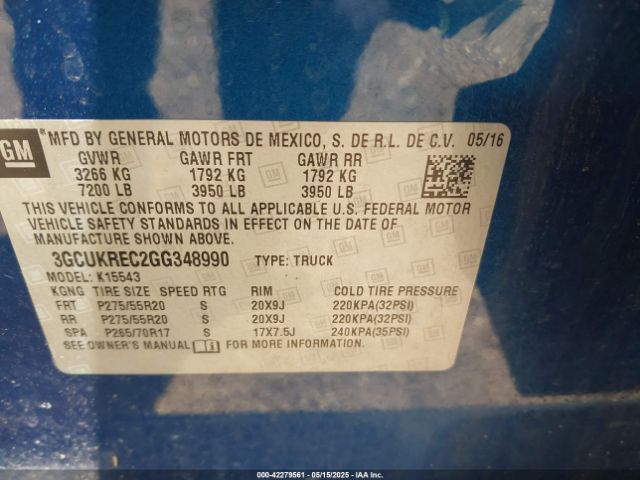 GM
MFD BY GENERAL MOTORS DE MEXICO, S. DE R.L. DE C.V. 05/16
GVWR GAWR FRT GAWR RR
3266 KG 1792 KG 1792 KG
7200 LB 3950 LB 3950 LB
THIS VEHICLE CONFORMS TO ALL APPLICABLE U.S. FEDERAL MOTOR
VEHICLE SAFETY STANDARDS IN EFFECT ON THE DATE OF
MANUFACTURE SHOWN ABOVE.
3GCUKREC2GG348990 TYPE: TRUCK
MODEL: K15543
KGNG TIRE SIZE SPEED RTG RIM COLD TIRE PRESSURE
FRT P275/55R20 S 20X9J 220KPA(32PSI)
RR P275/55R20 S 20X9J 220KPA(32PSI)
SPA P265/70R17 S 17X7.5J 240KPA(35PSI)
SEE OWNER'S MANUAL FOR MORE INFORMATION.
000-42279561 - 05/15/2025 - IAA Inc.